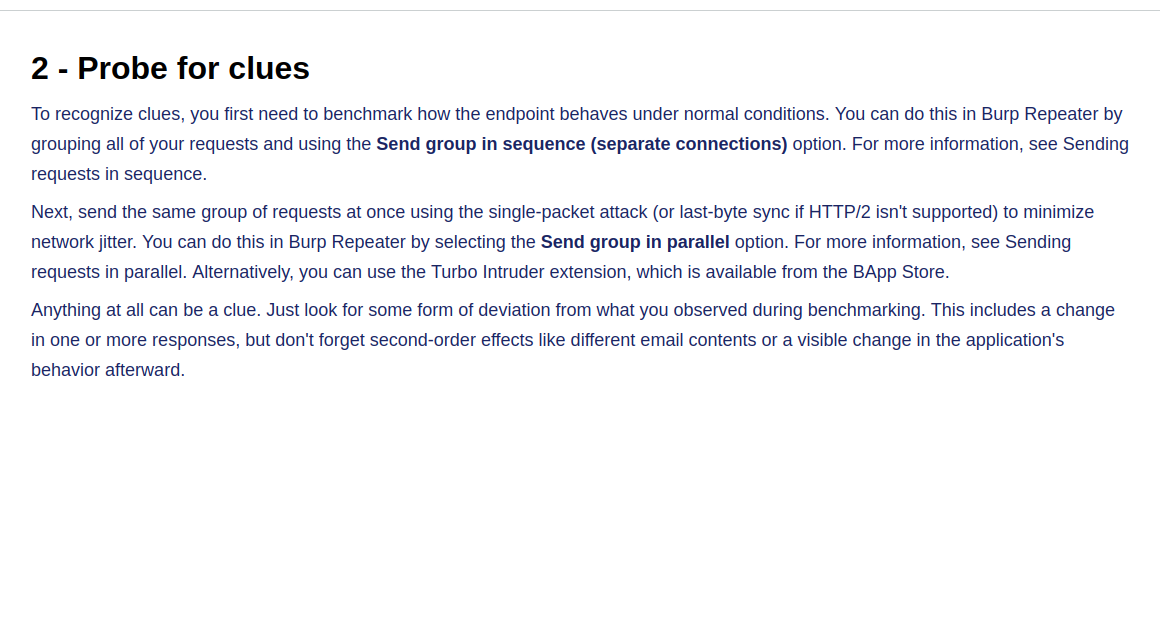 2 - Probe for clues
To recognize clues, you first need to benchmark how the endpoint behaves under normal conditions. You can do this in Burp Repeater by
grouping all of your requests and using the Send group in sequence (separate connections) option. For more information, see Sending
requests in sequence.
Next, send the same group of requests at once using the single-packet attack (or last-byte sync if HTTP/2 isn't supported) to minimize
network jitter. You can do this in Burp Repeater by selecting the Send group in parallel option. For more information, see Sending
requests in parallel. Alternatively, you can use the Turbo Intruder extension, which is available from the BApp Store.
Anything at all can be a clue. Just look for some form of deviation from what you observed during benchmarking. This includes a change
in one or more responses, but don't forget second-order effects like different email contents or a visible change in the application's
behavior afterward.